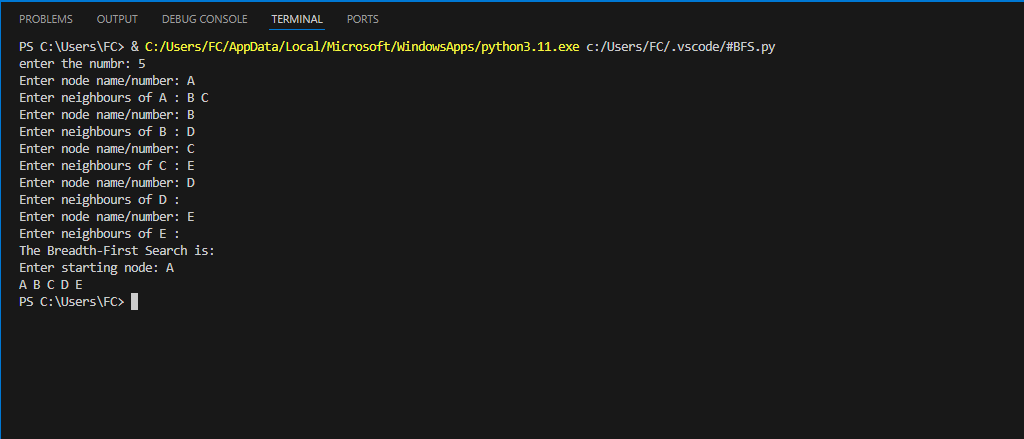 PROBLEMS OUTPUT DEBUG CONSOLE TERMINAL PORTS
PS C:\Users\FC> & C:/Users/FC/AppData/Local/Microsoft/WindowsApps/python3.11.exe c:/Users/FC/.vscode/#BFS.py
enter the numbr: 5
Enter node name/number: A
Enter neighbours of A : B C
Enter node name/number: B
Enter neighbours of B : D
Enter node name/number: C
Enter neighbours of C : E
Enter node name/number: D
Enter neighbours of D :
Enter node name/number: E
Enter neighbours of E :
The Breadth-First Search is:
Enter starting node: A
A B C D E
PS C:\Users\FC>